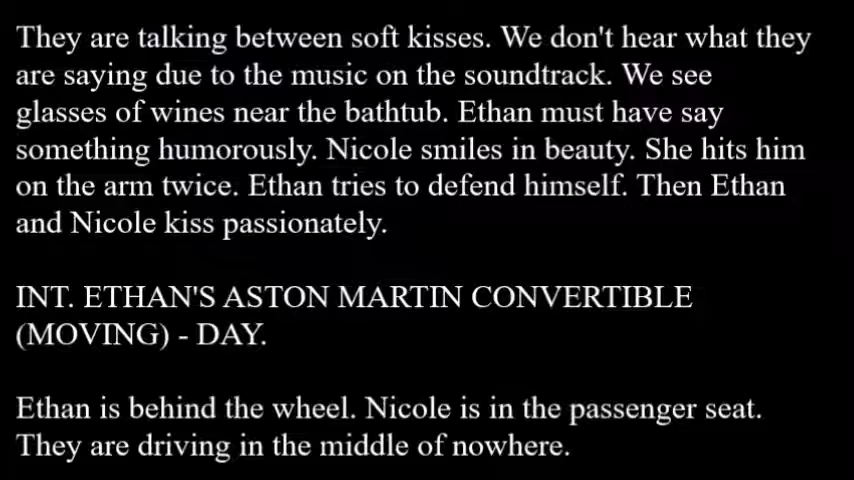 They are talking between soft kisses. We don't hear what they
are saying due to the music on the soundtrack. We see
glasses of wines near the bathtub. Ethan must have say
something humorously. Nicole smiles in beauty. She hits him
on the arm twice. Ethan tries to defend himself. Then Ethan
and Nicole kiss passionately.
INT. ETHAN'S ASTON MARTIN CONVERTIBLE
(MOVING) - DAY.
Ethan is behind the wheel. Nicole is in the passenger seat.
They are driving in the middle of nowhere.